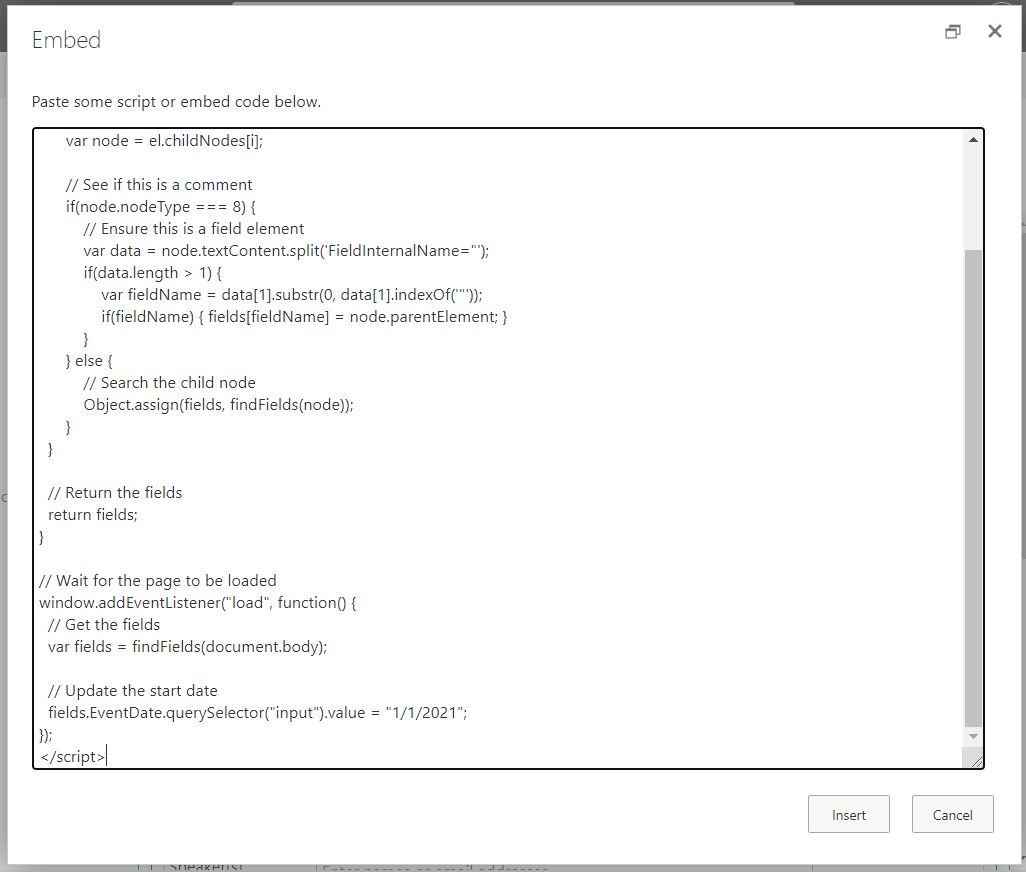 Embed
Paste some script or embed code below.
var node = el.childNodes[i];
// See if this is a comment
if(node.nodeType === 8) {
// Ensure this is a field element
var data = node.textContent.split('FieldInternalName="');
if(data.length > 1) {
var fieldName = data[1].substr(0, data[1].indexOf('"'));
if(fieldName) { fields[fieldName] = node.parentElement; }
}
} else {
// Search the child node
Object.assign(fields, findFields(node));
}
}
// Return the fields
return fields;
}
// Wait for the page to be loaded
window.addEventListener("load", function() {
// Get the fields
var fields = findFields(document.body);
// Update the start date
fields.EventDate.querySelector("input").value = "1/1/2021";
});
</script>
Insert
Cancel